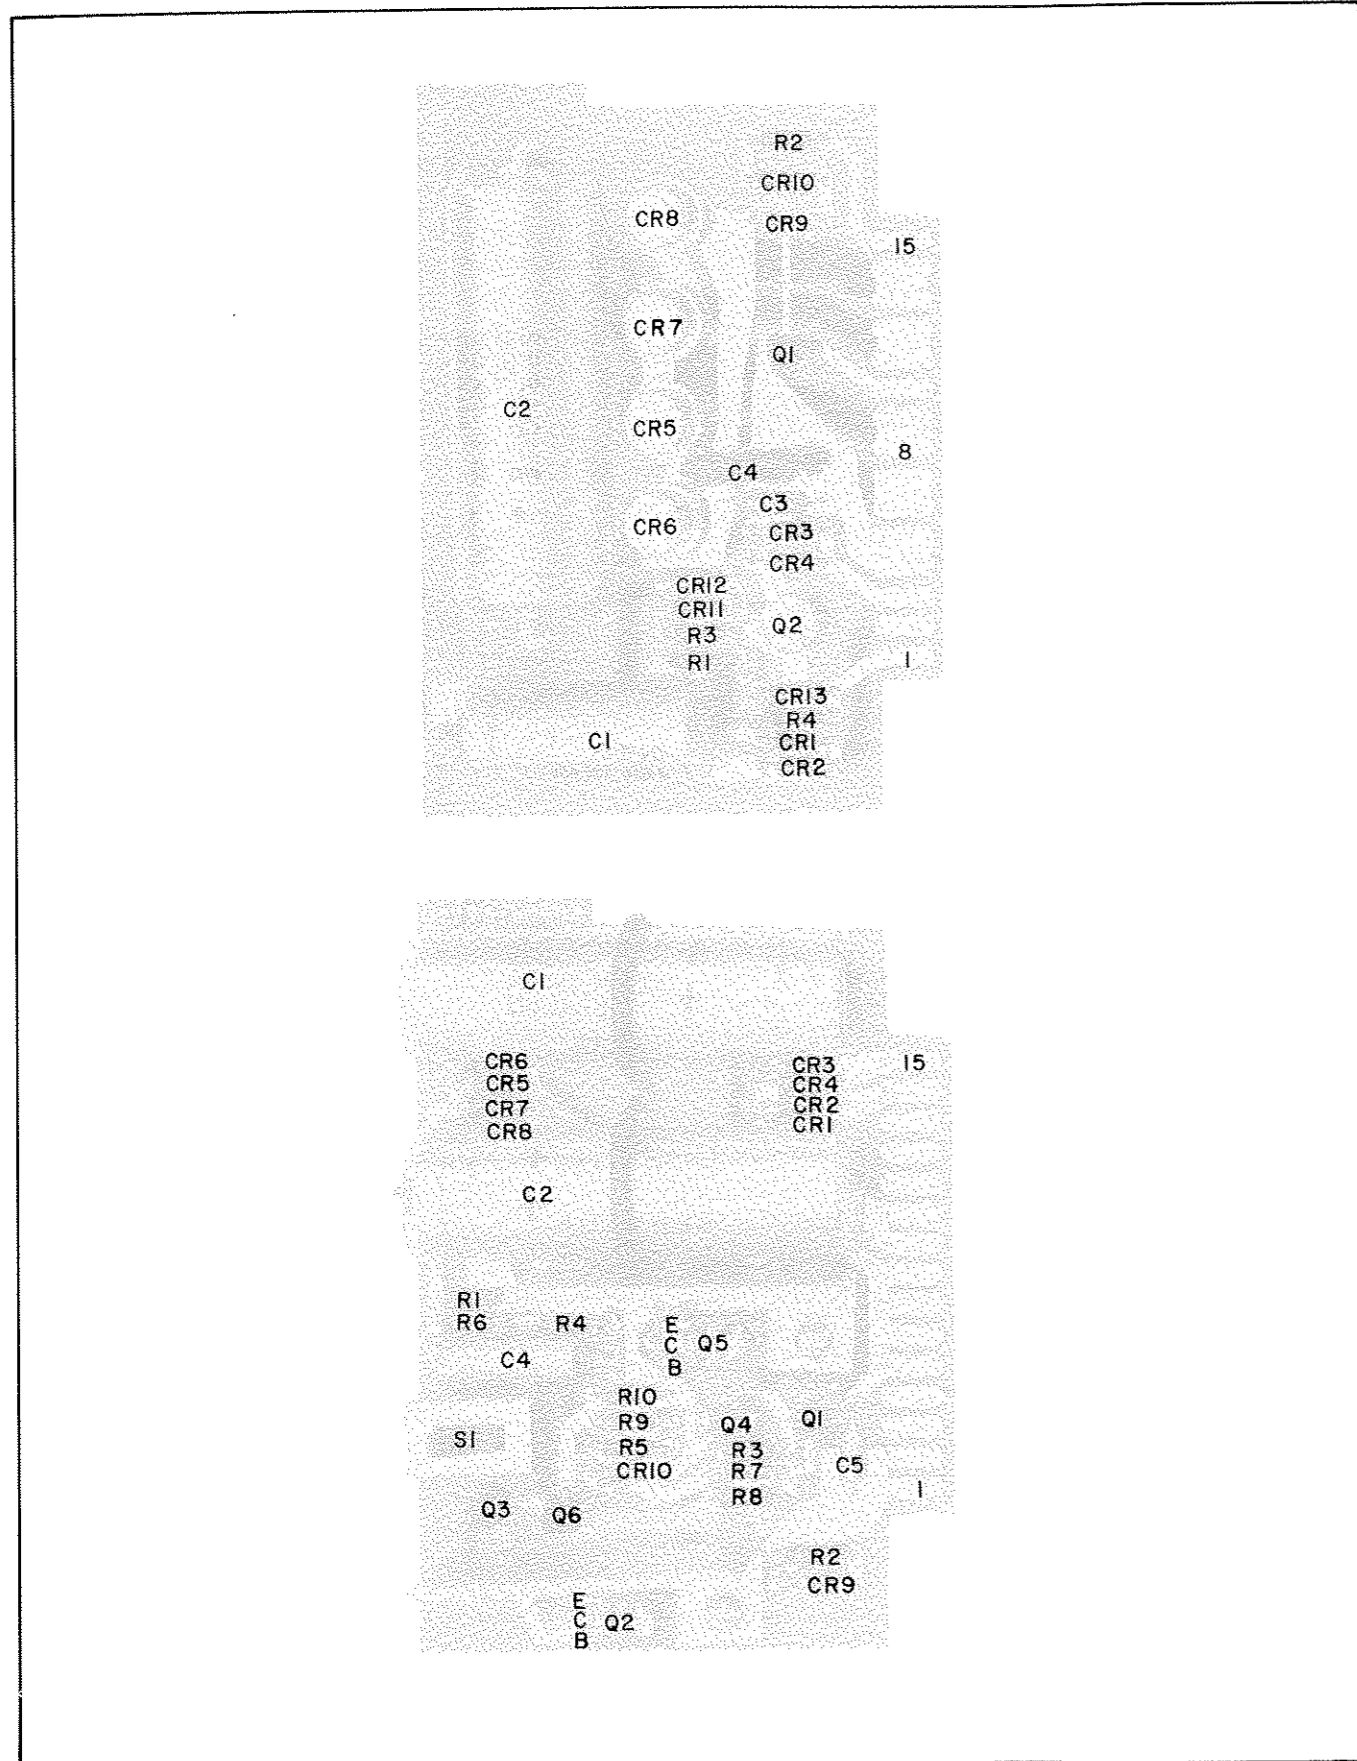 R2
CR10
CR8 CR9
15
CR7
Q1
C2
CR5
8
C4
C3
CR6 CR3
CR4
CR12
CR11
Q2
R3
R1 1
CR13
R4
C1 CR1
CR2
C1
CR6 CR3 15
CR5 CR4
CR7 CR2
CR8 CR1
C2
R1
R6 R4 E
C Q5
C4 B
R10
R9 Q4 Q1
S1 R5 R3
CR10 R7 C5
R8 1
Q3 Q6
R2
CR9
E
C Q2
B